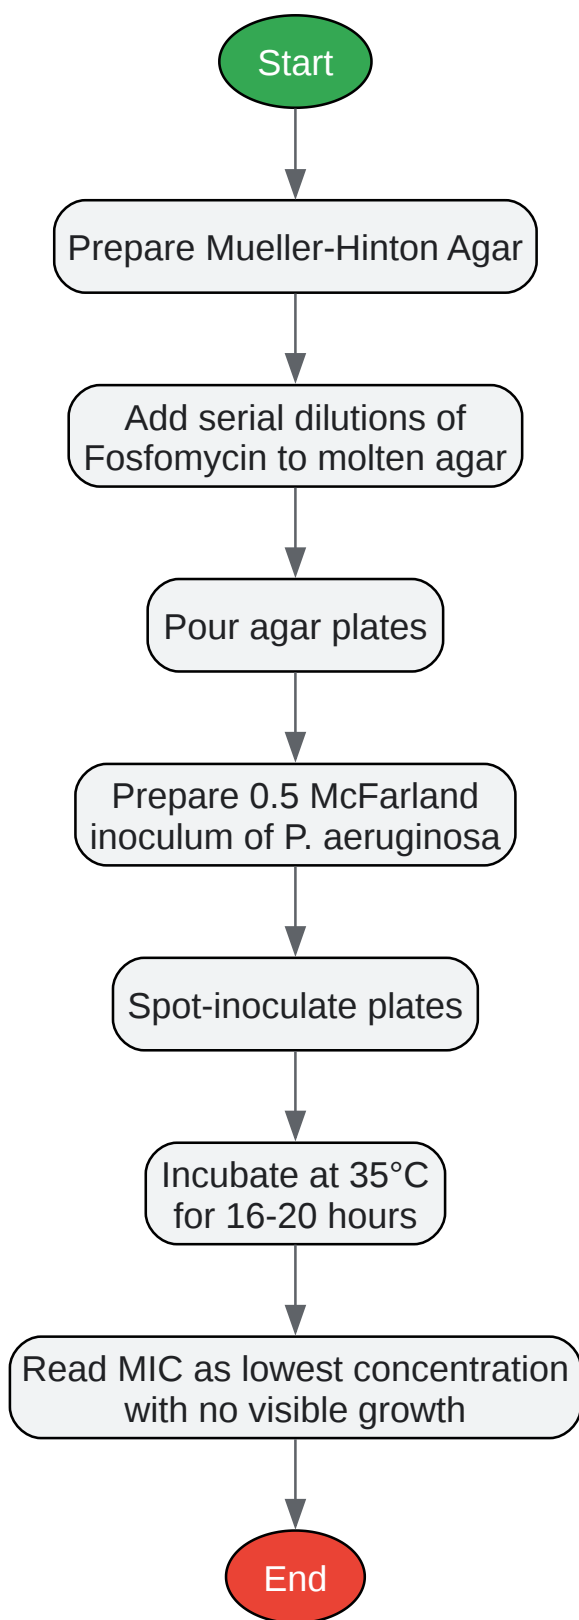 Start
Prepare Mueller-Hinton Agar
Add serial dilutions of
Fosfomycin to molten agar
Pour agar plates
Prepare 0.5 McFarland
inoculum of P. aeruginosa
Spot-inoculate plates
Incubate at 35°C
for 16-20 hours
Read MIC as lowest concentration
with no visible growth
End